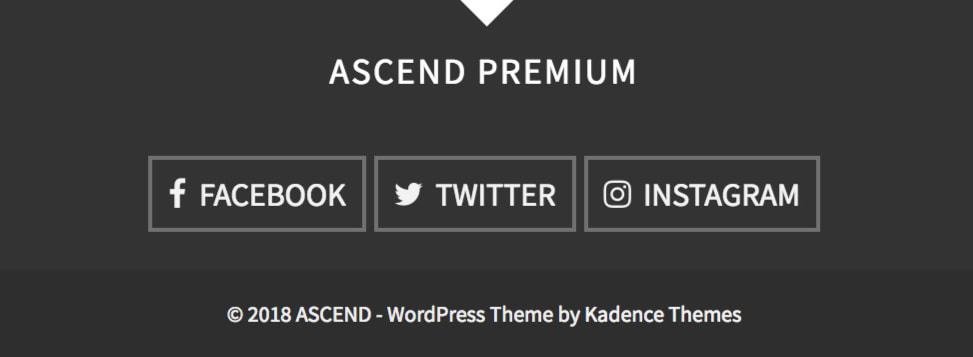 ASCEND PREMIUM
FACEBOOK TWITTER INSTAGRAM
© 2018 ASCEND - WordPress Theme by Kadence Themes